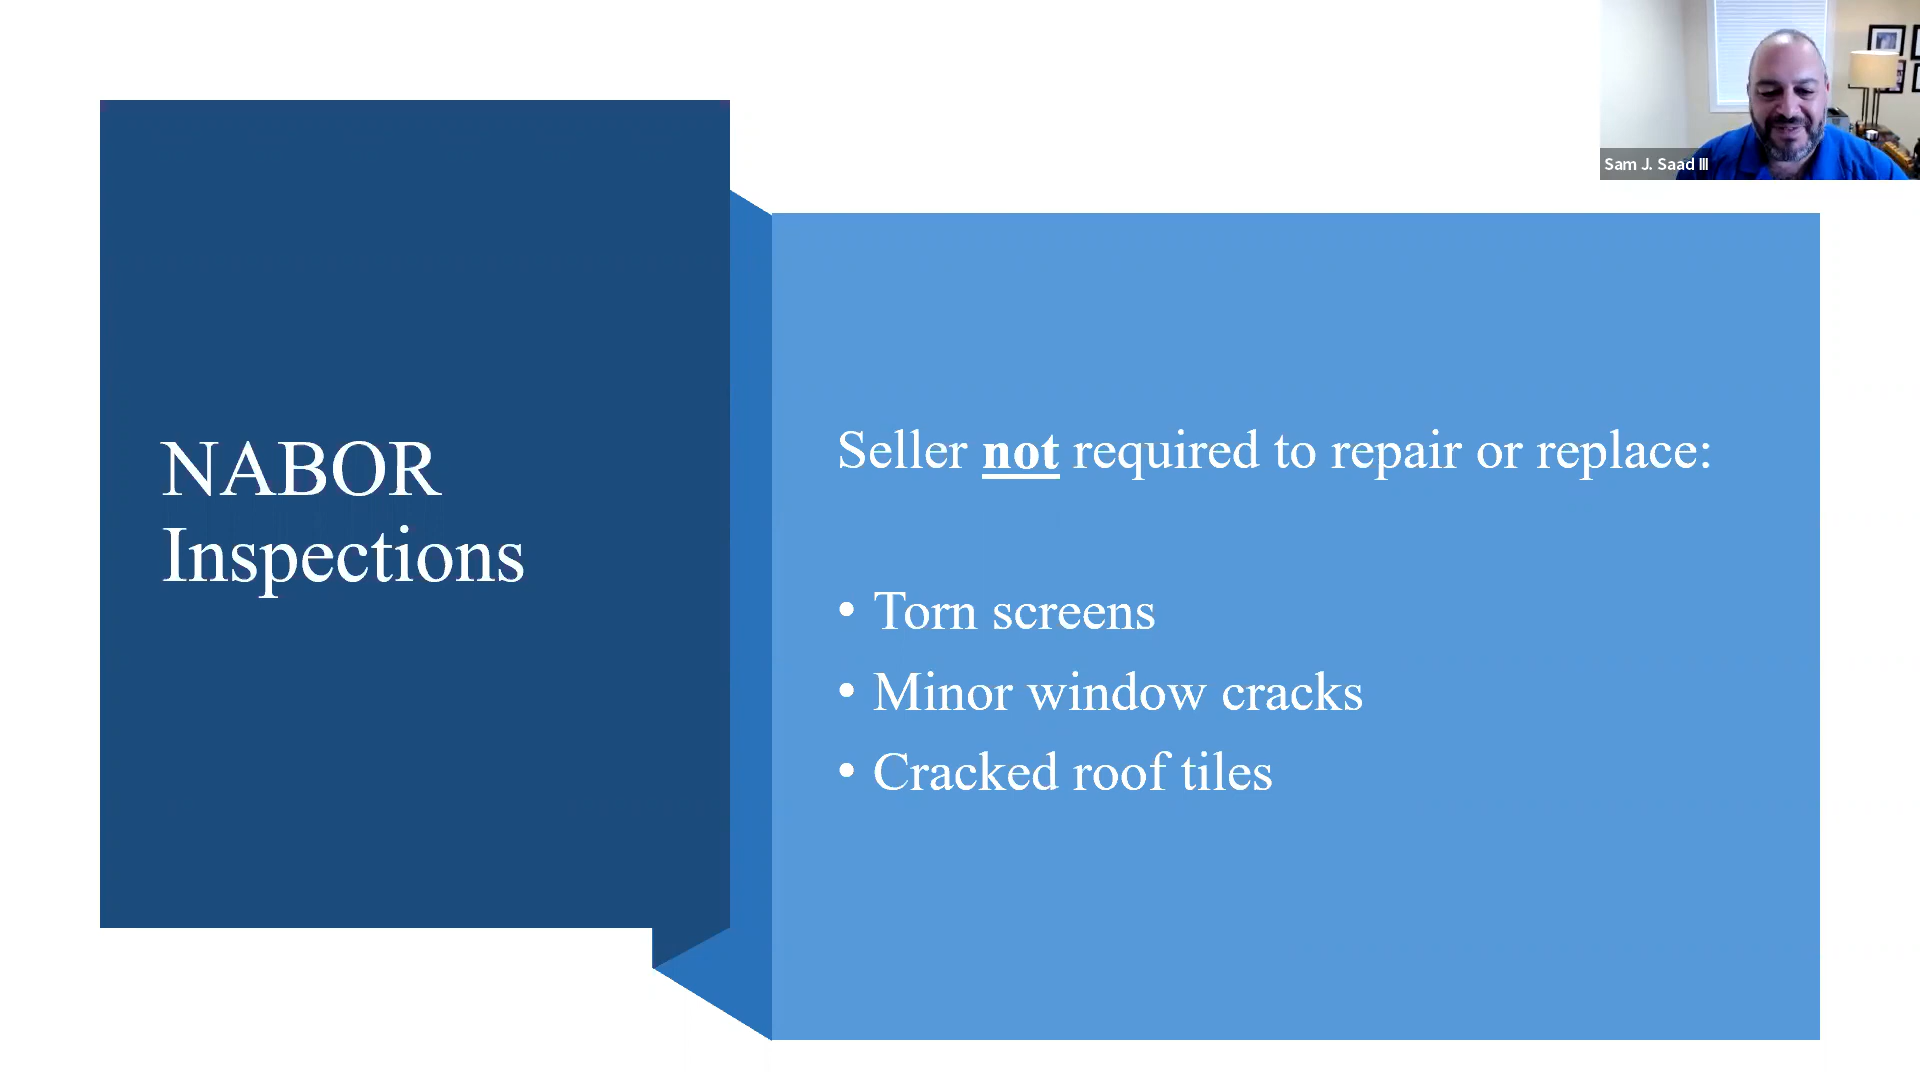 Sam J. Saad III
NABOR
Inspections
Seller not required to repair or replace:
• Torn screens
• Minor window cracks
• Cracked roof tiles